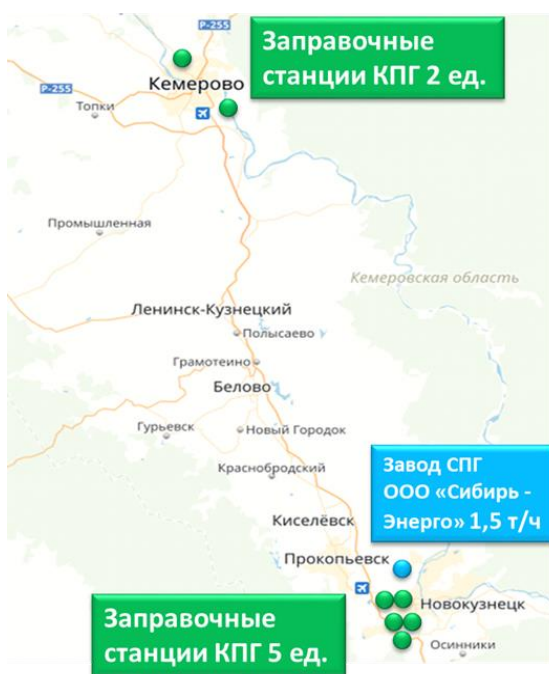 Р-255
Заправочные
станции КПГ 2 ед.
Кемерово
Р-255
Топки
Промышленная
Кемеровская область
Ленинск-Кузнецкий
Полысаево
Грамотеино
Белово
Гурьевск
Новый Городок
Краснобродский
Завод СПГ
ООО «Сибирь -
Энерго» 1,5 т/ч
Киселёвск
Прокопьевск
Новокузнецк
Заправочные
станции КПГ 5 ед.
Осинники